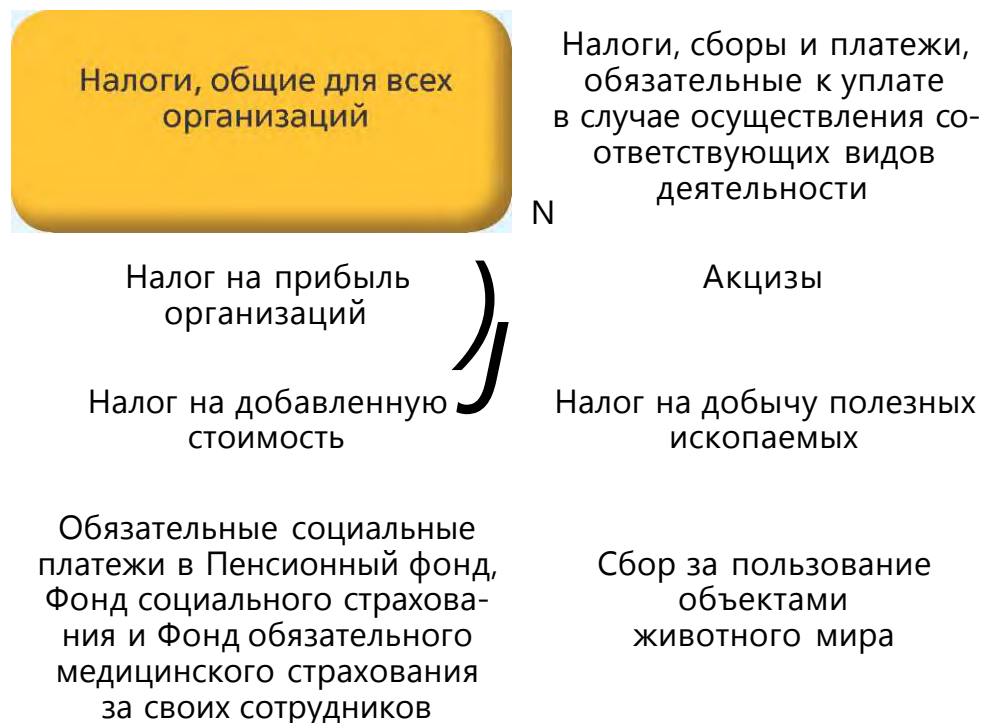 Налоги, общие для всех
организаций
Налоги, сборы и платежи,
обязательные к уплате
в случае осуществления со-
ответствующих видов
деятельности
N
Налог на прибыль
организаций
)
Акцизы
Налог на добавленную
стоимость
J
Налог на добычу полезных
ископаемых
Обязательные социальные
платежи в Пенсионный фонд,
Фонд социального страхова-
ния и Фонд обязательного
медицинского страхования
за своих сотрудников
Сбор за пользование
объектами
животного мира